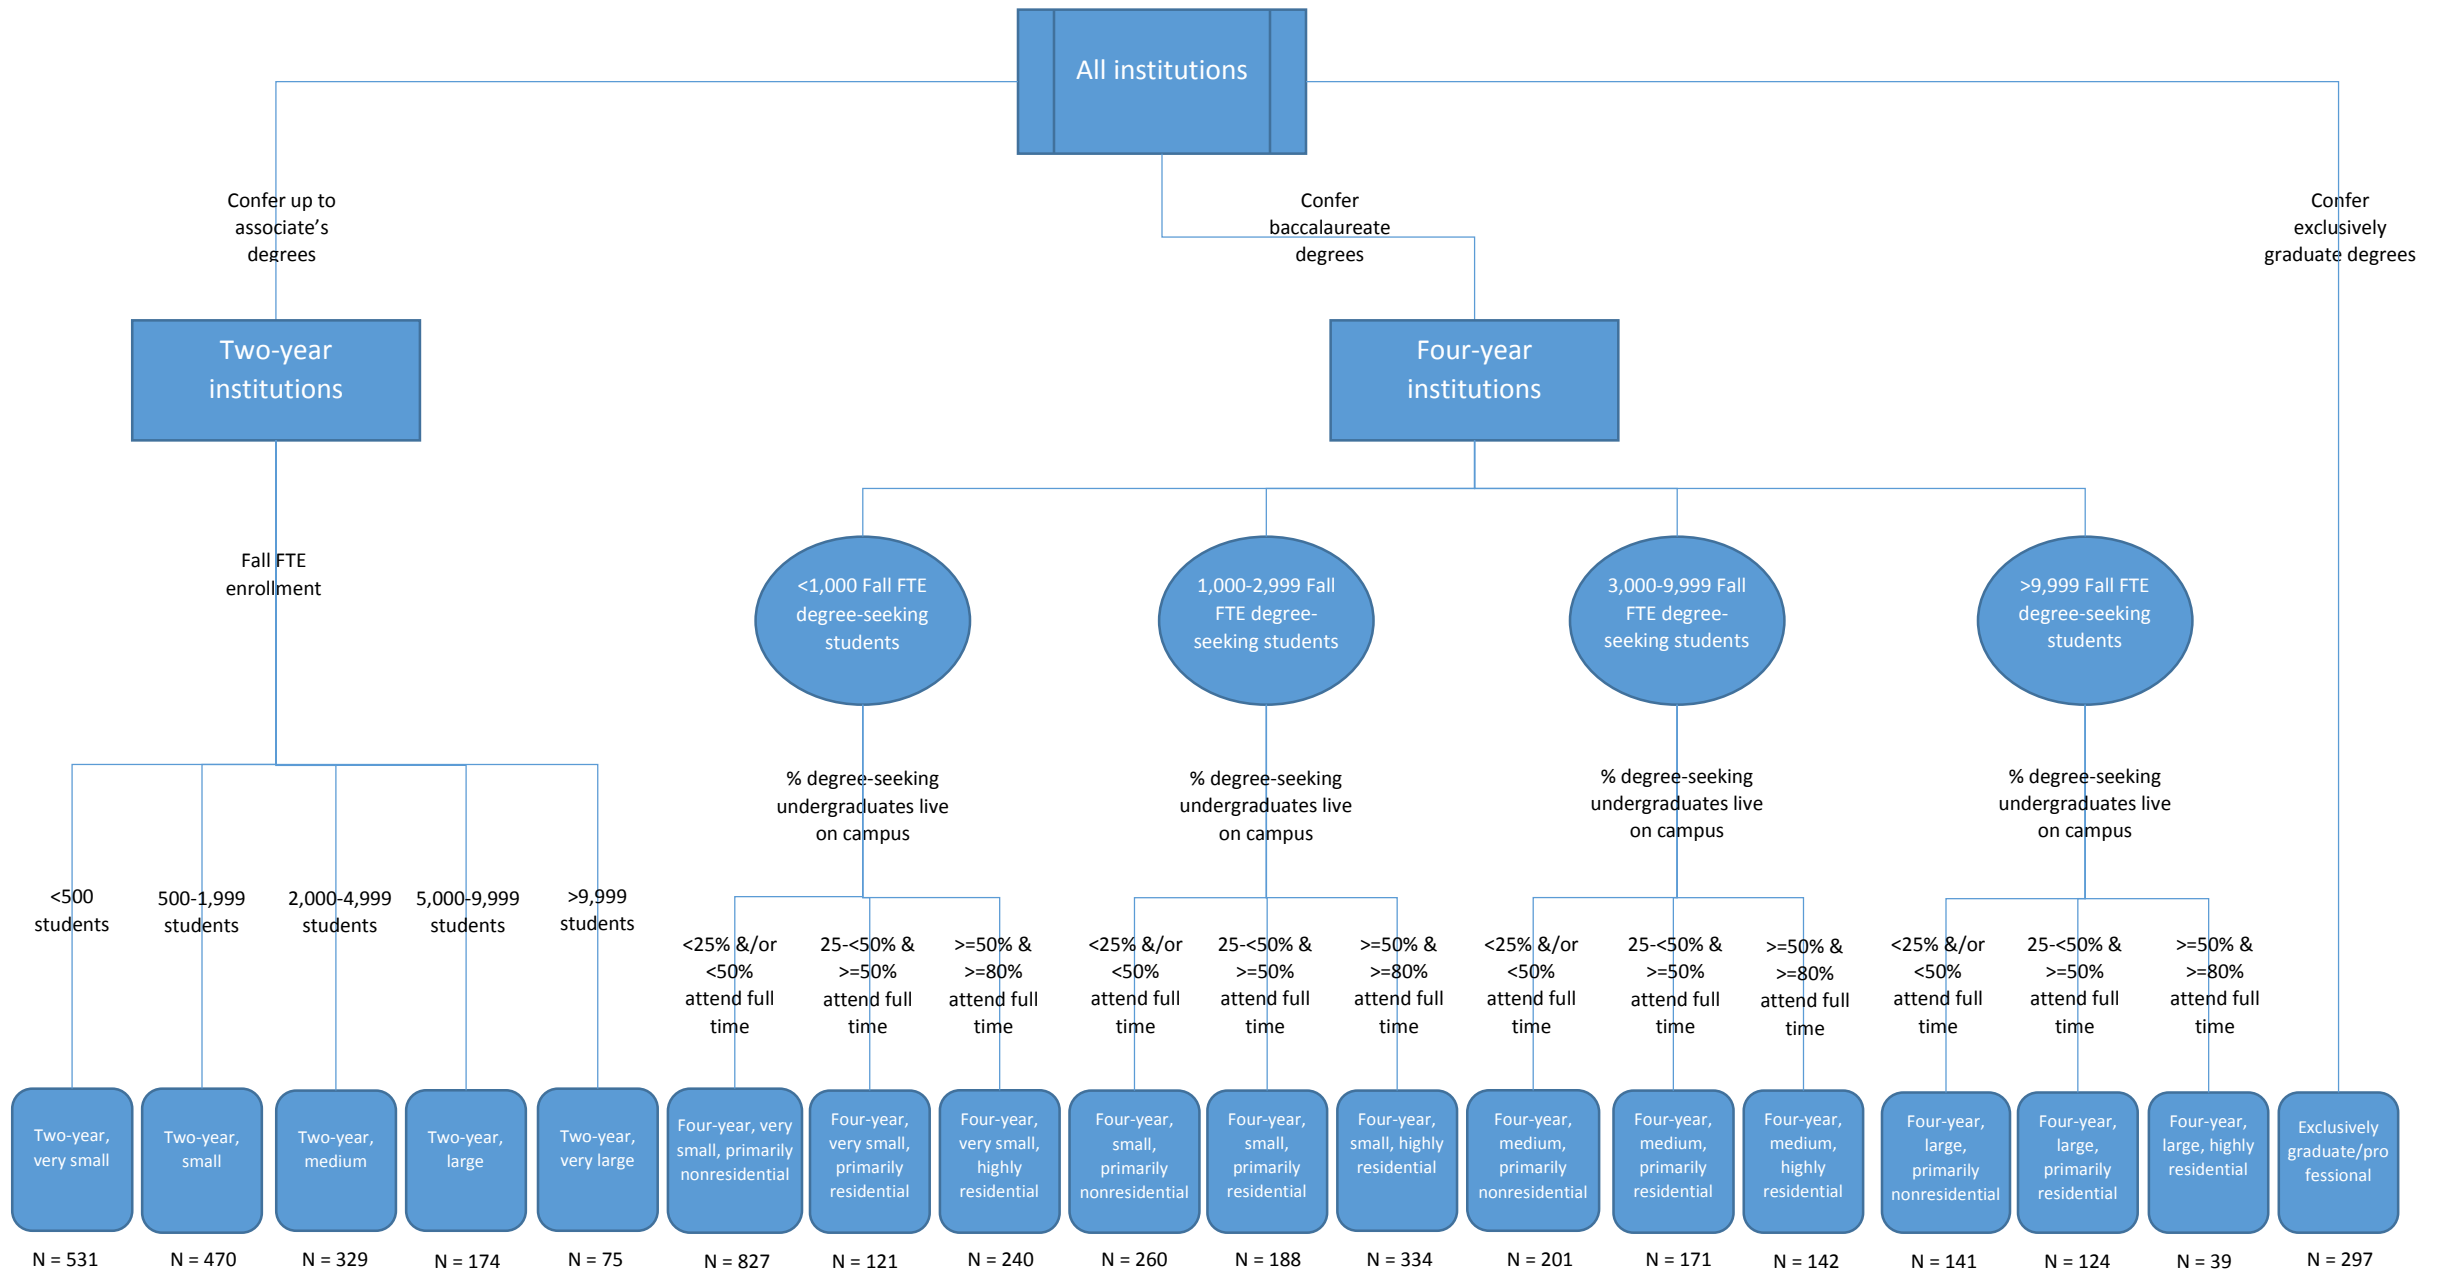 All institutions
Confer up to
associate's
degrees
Confer
baccalaureate
degrees
Confer
exclusively
graduate degrees
Two-year
institutions
Four-year
institutions
Fall FTE
enrollment
<1,000 Fall FTE
degree-seeking
students
1,000-2,999 Fall
FTE degree-
seeking students
3,000-9,999 Fall
FTE degree-
seeking students
>9,999 Fall FTE
degree-seeking
students
% degree-seeking
undergraduates live
on campus
% degree-seeking
undergraduates live
on campus
% degree-seeking
undergraduates live
on campus
% degree-seeking
undergraduates live
on campus
<500
students
500-1,999
students
2,000-4,999
students
5,000-9,999
students
>9,999
students
<25% &/or
<50%
attend full
time
25-<50% &
>=50%
attend full
time
>=50% &
>=80%
attend full
time
<25% &/or
<50%
attend full
time
25-<50% &
>=50%
attend full
time
>=50% &
>=80%
attend full
time
<25% &/or
<50%
attend full
time
25-<50% &
>=50%
attend full
time
>=50% &
>=80%
attend full
time
<25% &/or
<50%
attend full
time
25-<50% &
>=50%
attend full
time
>=50% &
>=80%
attend full
time
Two-year,
very small
Two-year,
small
Two-year,
medium
Two-year,
large
Two-year,
very large
Four-year, very
small, primarily
nonresidential
Four-year,
very small,
primarily
residential
Four-year,
very small,
highly
residential
Four-year,
small,
primarily
nonresidential
Four-year,
small,
primarily
residential
Four-year,
small, highly
residential
Four-year,
medium,
primarily
nonresidential
Four-year,
medium,
primarily
residential
Four-year,
medium,
highly
residential
Four-year,
large,
primarily
nonresidential
Four-year,
large,
primarily
residential
Four-year,
large, highly
residential
Exclusively
graduate/pro
fessional
N = 531
N = 470
N = 329
N = 174
N = 75
N = 827
N = 121
N = 240
N = 260
N = 188
N = 334
N = 201
N = 171
N = 142
N = 141
N = 124
N = 39
N = 297